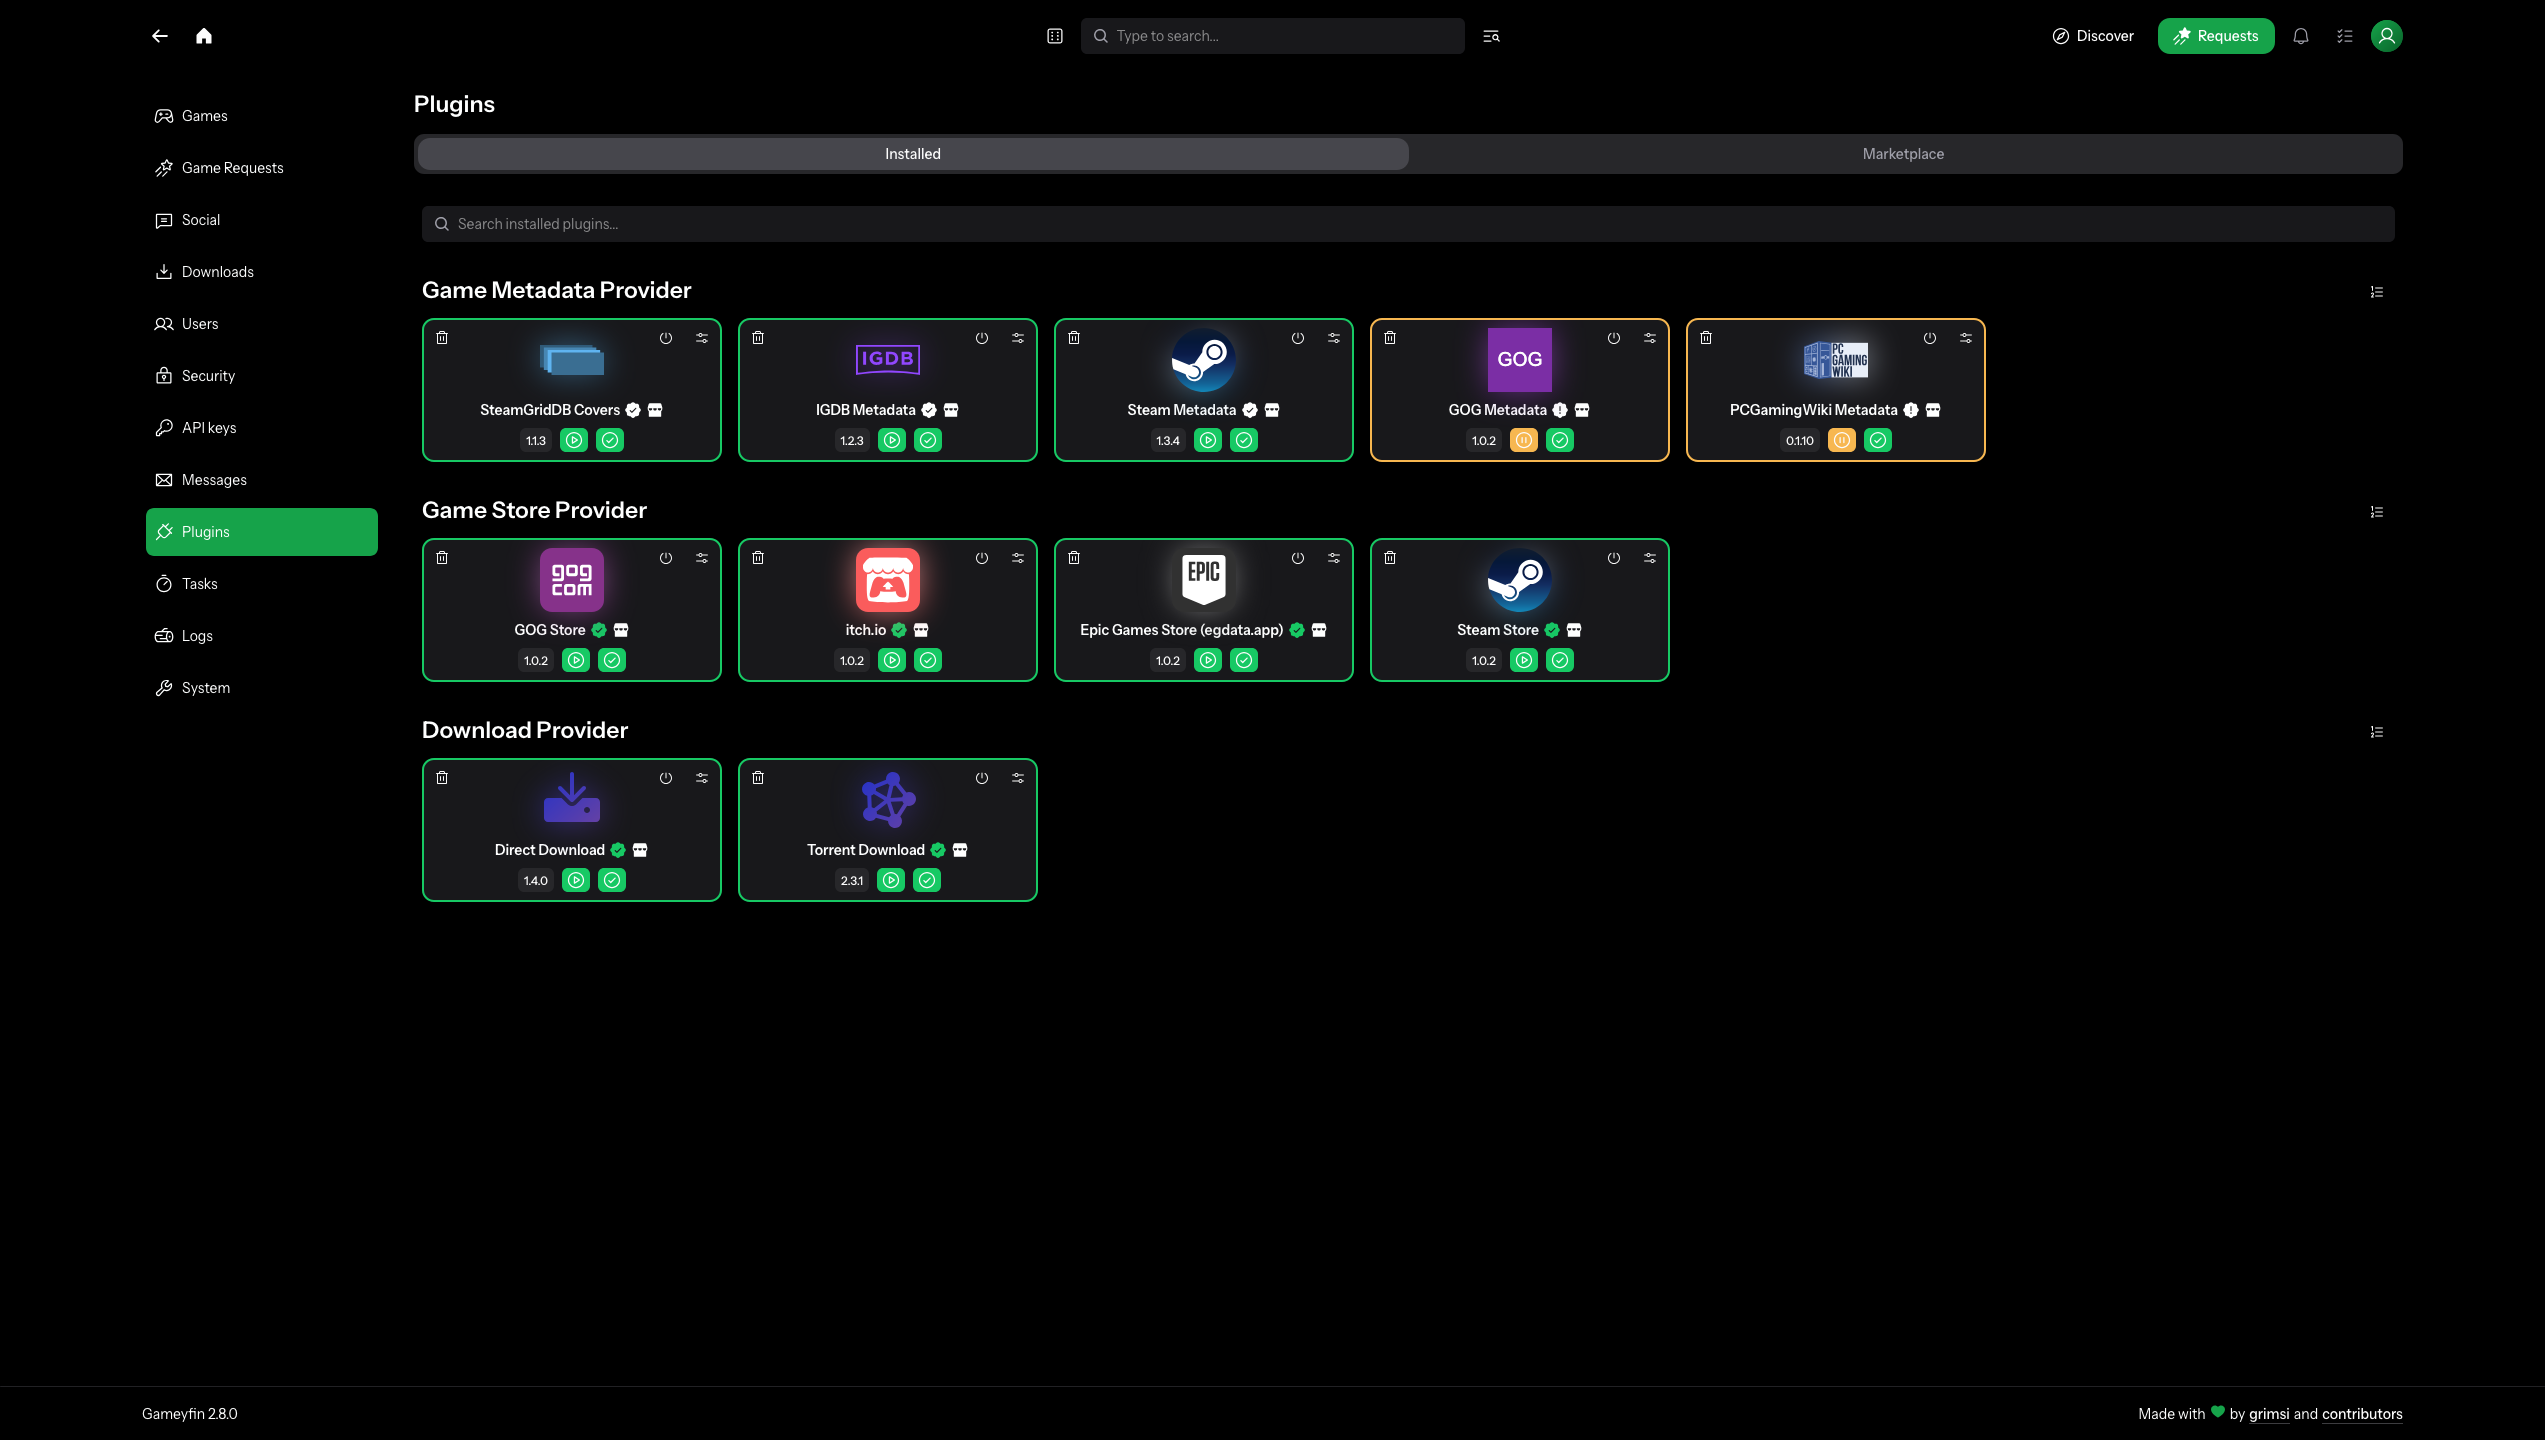 Type to search...
Discover
Requests
Games
Game Requests
Social
Downloads
Users
Security
API keys
Messages
Plugins
Tasks
Logs
System
Plugins
Installed
Marketplace
Search installed plugins...
Game Metadata Provider
SteamGridDB Covers
1.1.3
IGDB
IGDB Metadata
1.2.3
Steam Metadata
1.3.4
GOG
GOG Metadata
1.0.2
PC
GAMING
WIKI
PCGamingWiki Metadata
0.1.10
Game Store Provider
gog
com
GOG Store
1.0.2
itch.io
1.0.2
EPIC
Epic Games Store (egdata.app)
1.0.2
Steam Store
1.0.2
Download Provider
Direct Download
1.4.0
Torrent Download
2.3.1
Gameyfin 2.8.0
Made with by grimsi and contributors